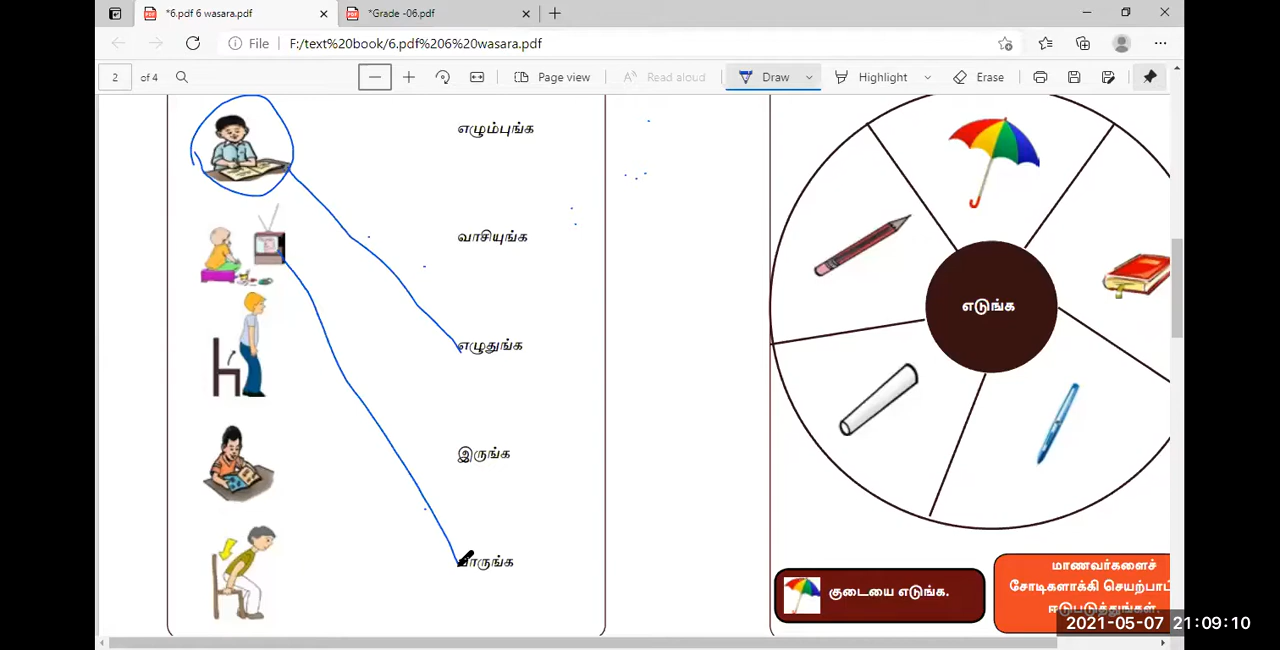 *6.pdf 6 wasara.pdf
*Grade -06.pdf
File F:/text%20book/6.pdf%206%20wasara.pdf
2 of 4 Page view Read aloud Draw Highlight Erase
எழும்புங்க
வாசியுங்க
எழுதுங்க
இருங்க
எடுங்க
குடையை எடுங்க.
மாணவர்களைச்
சோடிகளாக்கி
ஈடுபடுத்துங்கள்.
2021-05-07 21:09:10